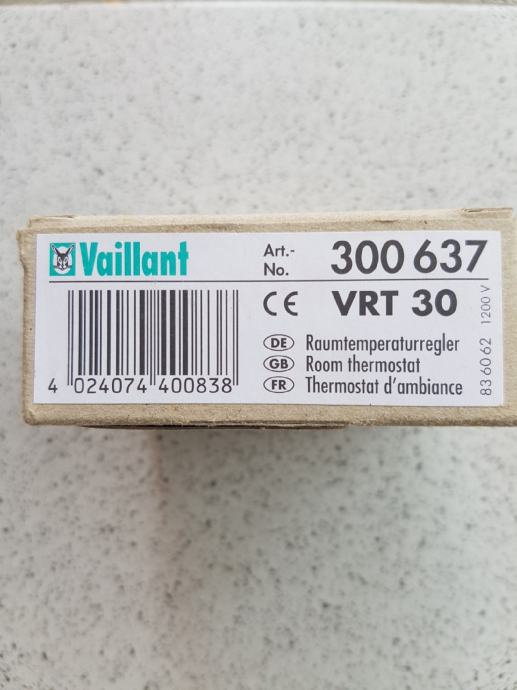 Vaillant
Art.-
No.
300 637
CE VRT 30
DE Raumtemperaturregler
GB Room thermostat
FR Thermostat d'ambiance
4 024074 400838
83 60 62 1200 V